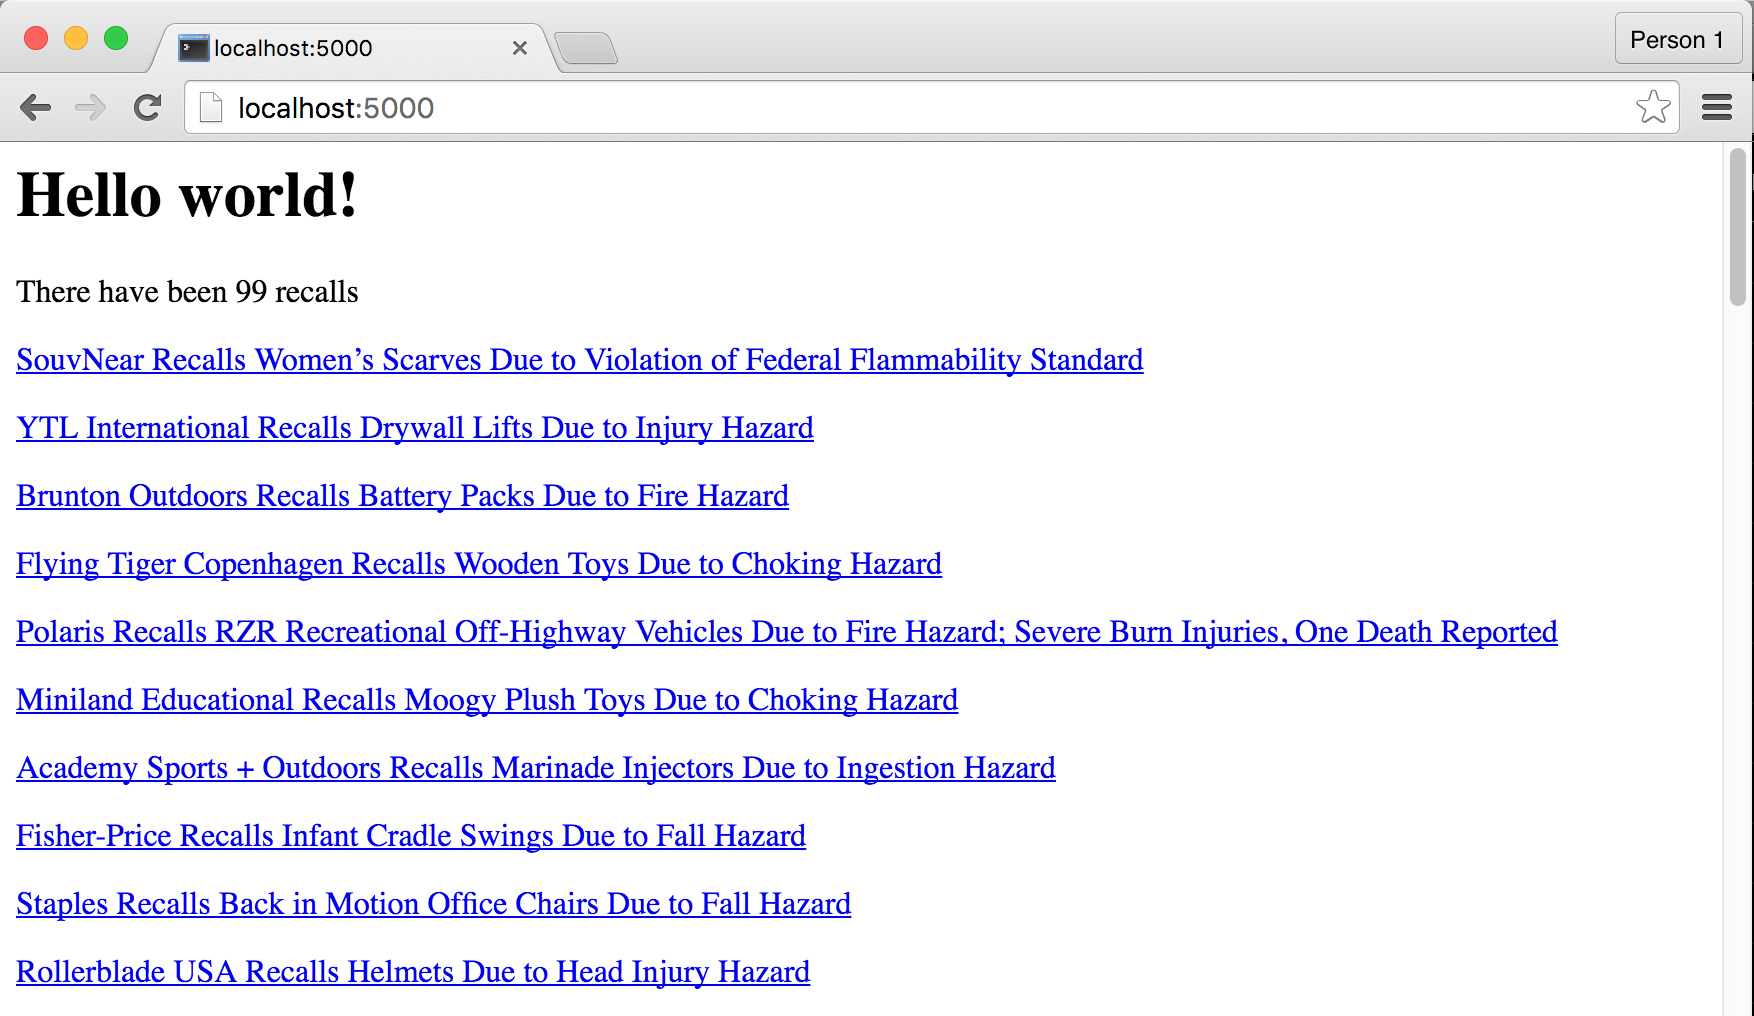 localhost:5000
Person 1
localhost:5000
Hello world!
There have been 99 recalls
SouvNear Recalls Women’s Scarves Due to Violation of Federal Flammability Standard
YTL International Recalls Drywall Lifts Due to Injury Hazard
Brunton Outdoors Recalls Battery Packs Due to Fire Hazard
Flying Tiger Copenhagen Recalls Wooden Toys Due to Choking Hazard
Polaris Recalls RZR Recreational Off-Highway Vehicles Due to Fire Hazard; Severe Burn Injuries, One Death Reported
Miniland Educational Recalls Moogy Plush Toys Due to Choking Hazard
Academy Sports + Outdoors Recalls Marinade Injectors Due to Ingestion Hazard
Fisher-Price Recalls Infant Cradle Swings Due to Fall Hazard
Staples Recalls Back in Motion Office Chairs Due to Fall Hazard
Rollerblade USA Recalls Helmets Due to Head Injury Hazard